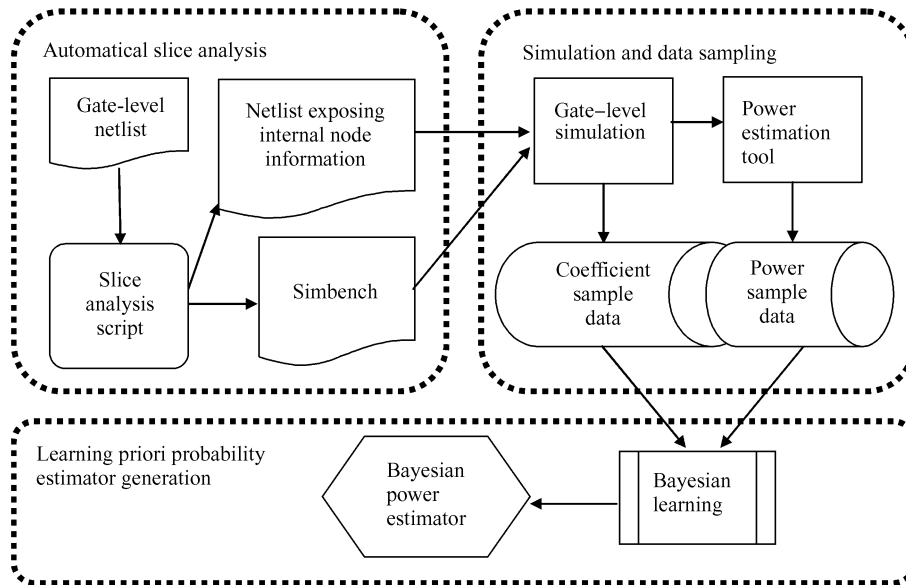 Automatical slice analysis
Gate-level
netlist
Netlist exposing
internal node
information
Slice
analysis
script
Simbench
Simulation and data sampling
Gate–level
simulation
Power
estimation
tool
Coefficient
sample
data
Power
sample
data
Learning priori probability
estimator generation
Bayesian
power
estimator
Bayesian
learning